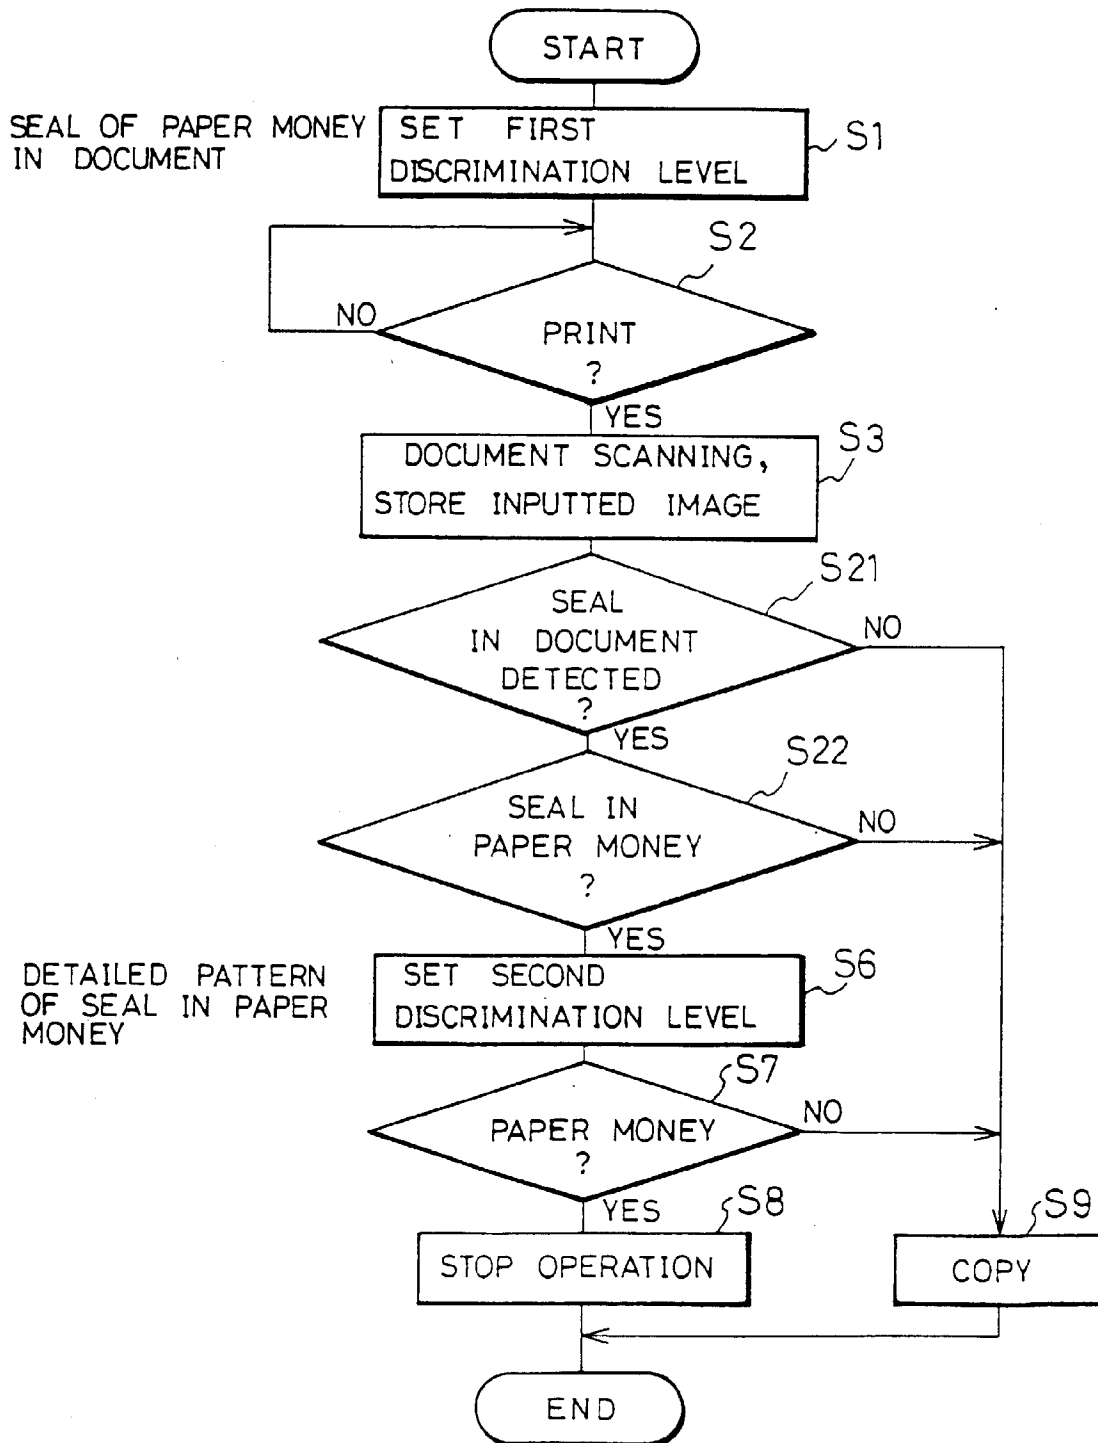 START
SEAL OF PAPER MONEY
IN DOCUMENT
SET FIRST
DISCRIMINATION LEVEL
S1
S2
NO
PRINT
?
YES
S3
DOCUMENT SCANNING,
STORE INPUTTED IMAGE
S21
SEAL
IN DOCUMENT
DETECTED
?
NO
YES
S22
SEAL IN
PAPER MONEY
?
NO
YES
DETAILED PATTERN
OF SEAL IN PAPER
MONEY
SET SECOND
DISCRIMINATION LEVEL
S6
S7
PAPER MONEY
?
NO
YES
S8
STOP OPERATION
S9
COPY
END